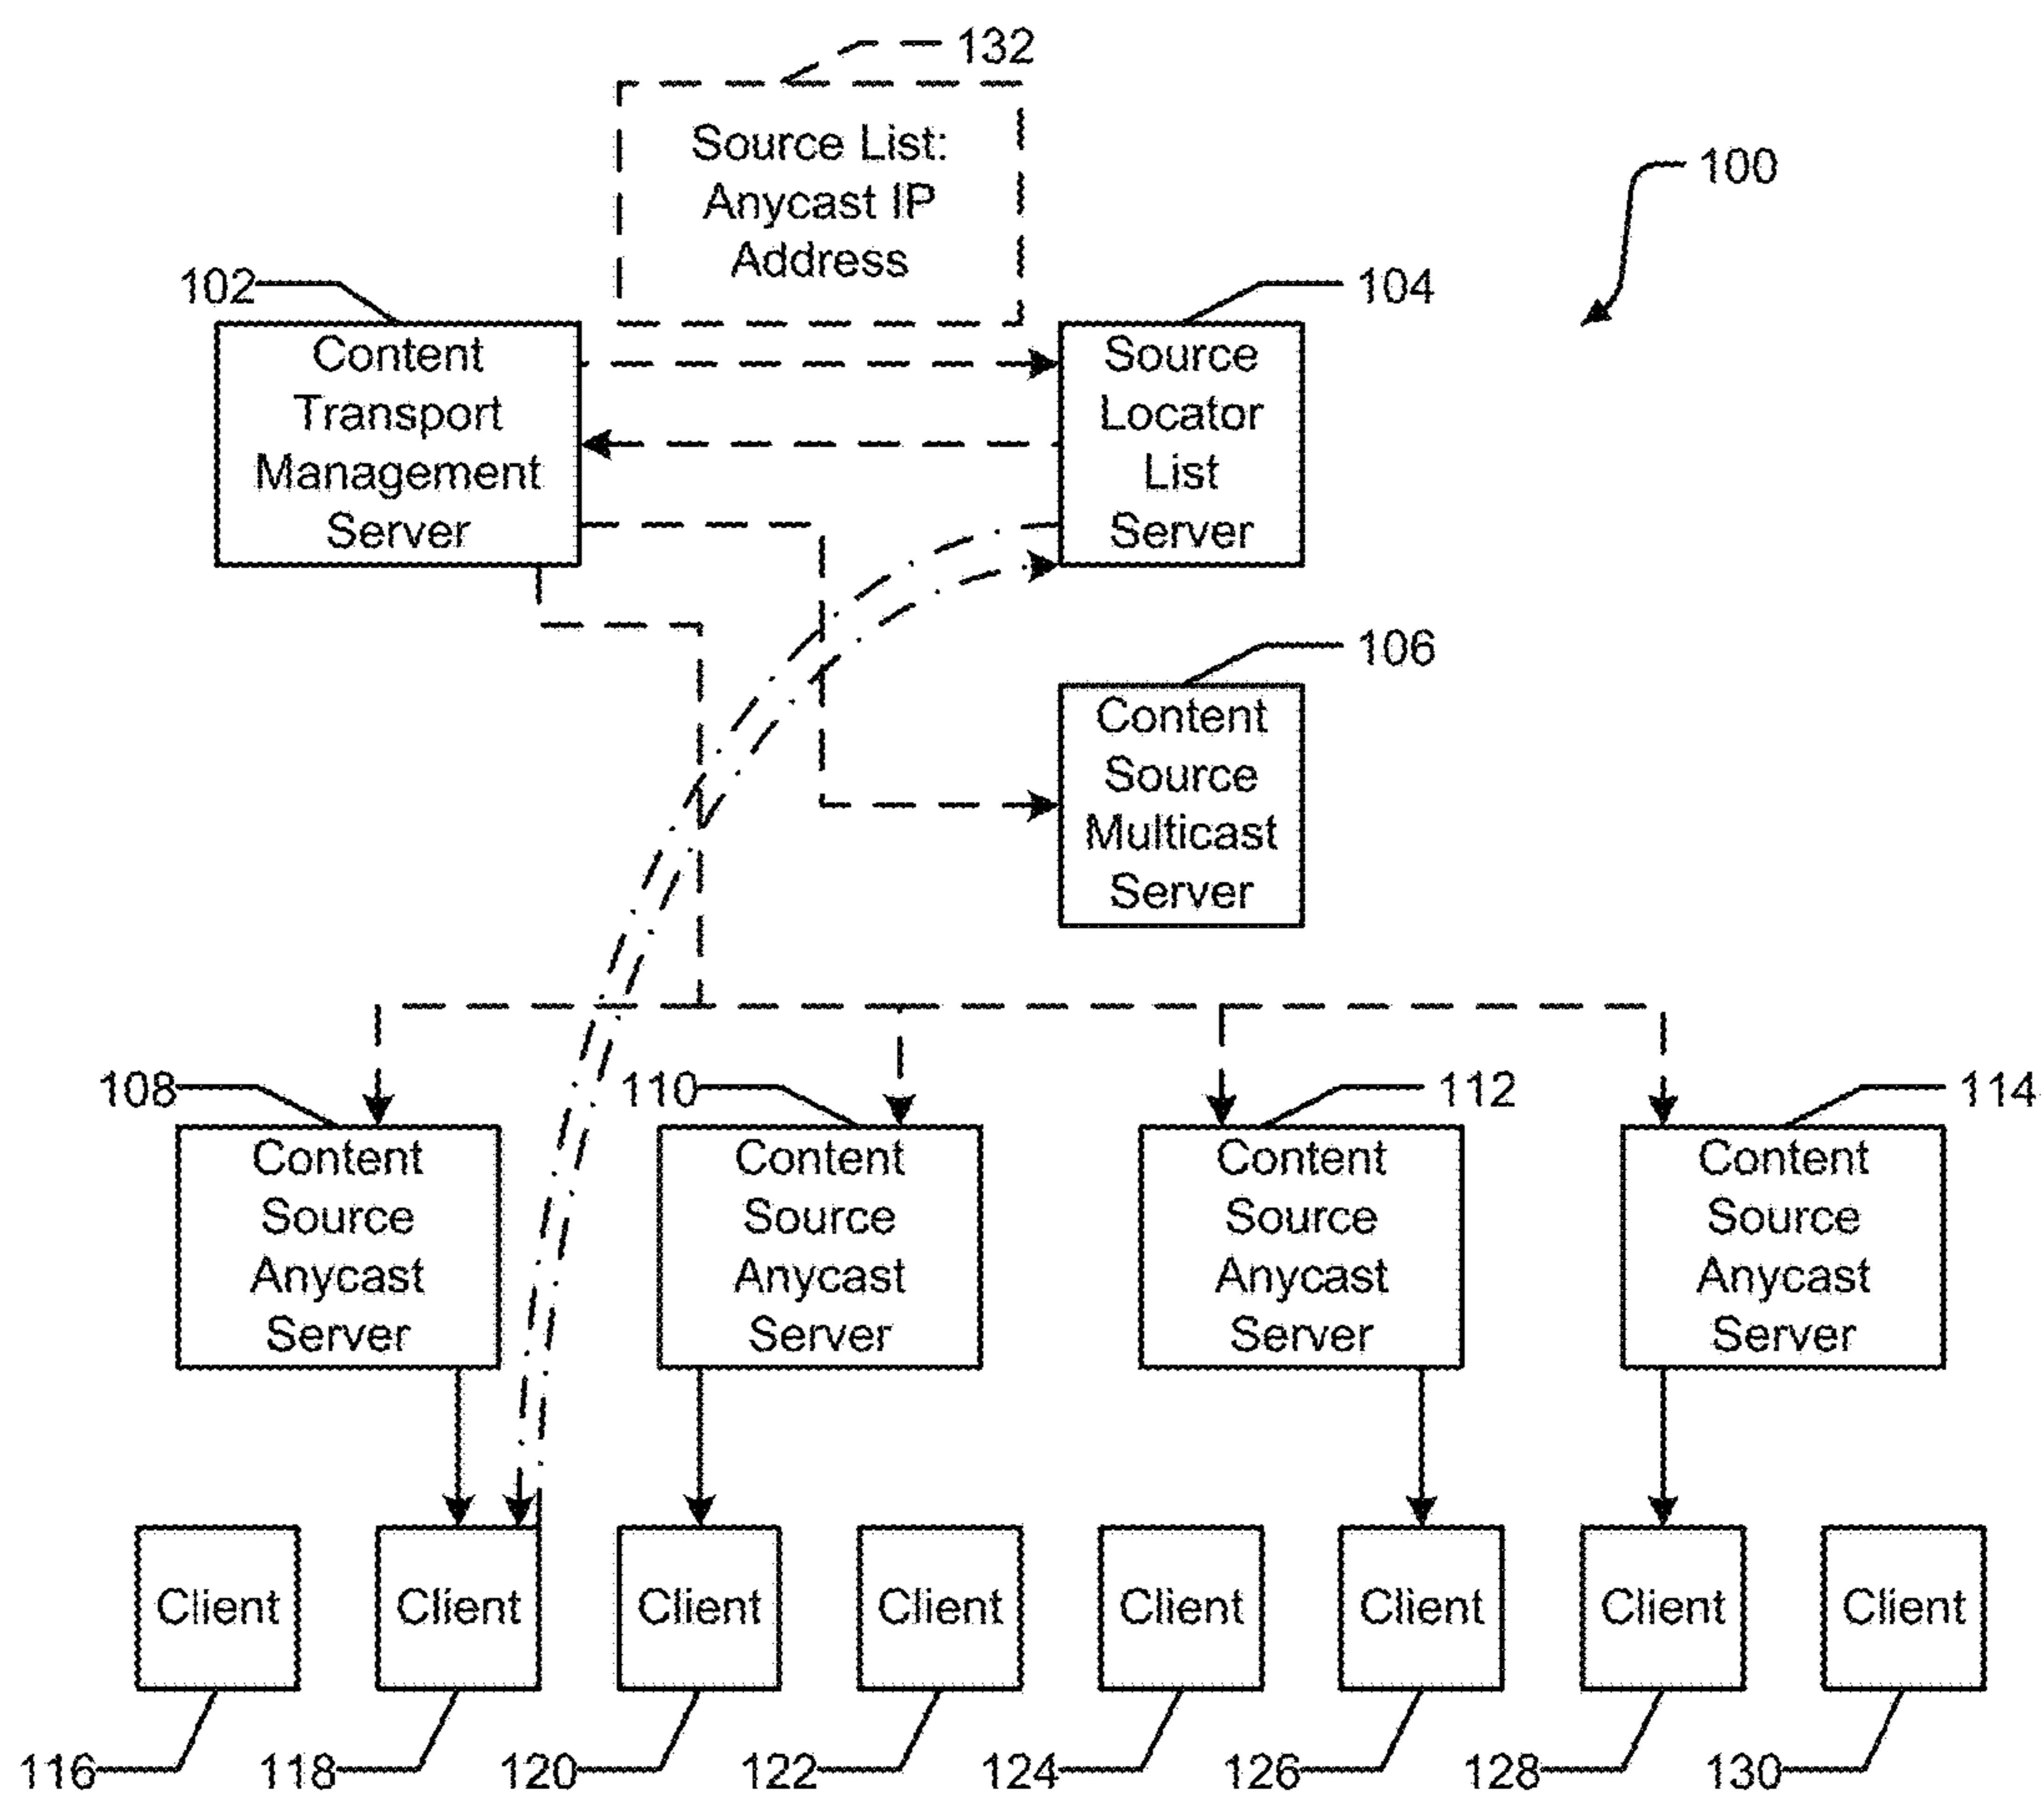 132
Source List:
Anycast IP
Address
100
102
104
Content
Transport
Management
Server
Source
Locator
List
Server
106
Content
Source
Multicast
Server
108
110
112
114
Content
Source
Anycast
Server
Content
Source
Anycast
Server
Content
Source
Anycast
Server
Content
Source
Anycast
Server
Client
Client
Client
Client
Client
Client
Client
Client
116
118
120
122
124
126
128
130